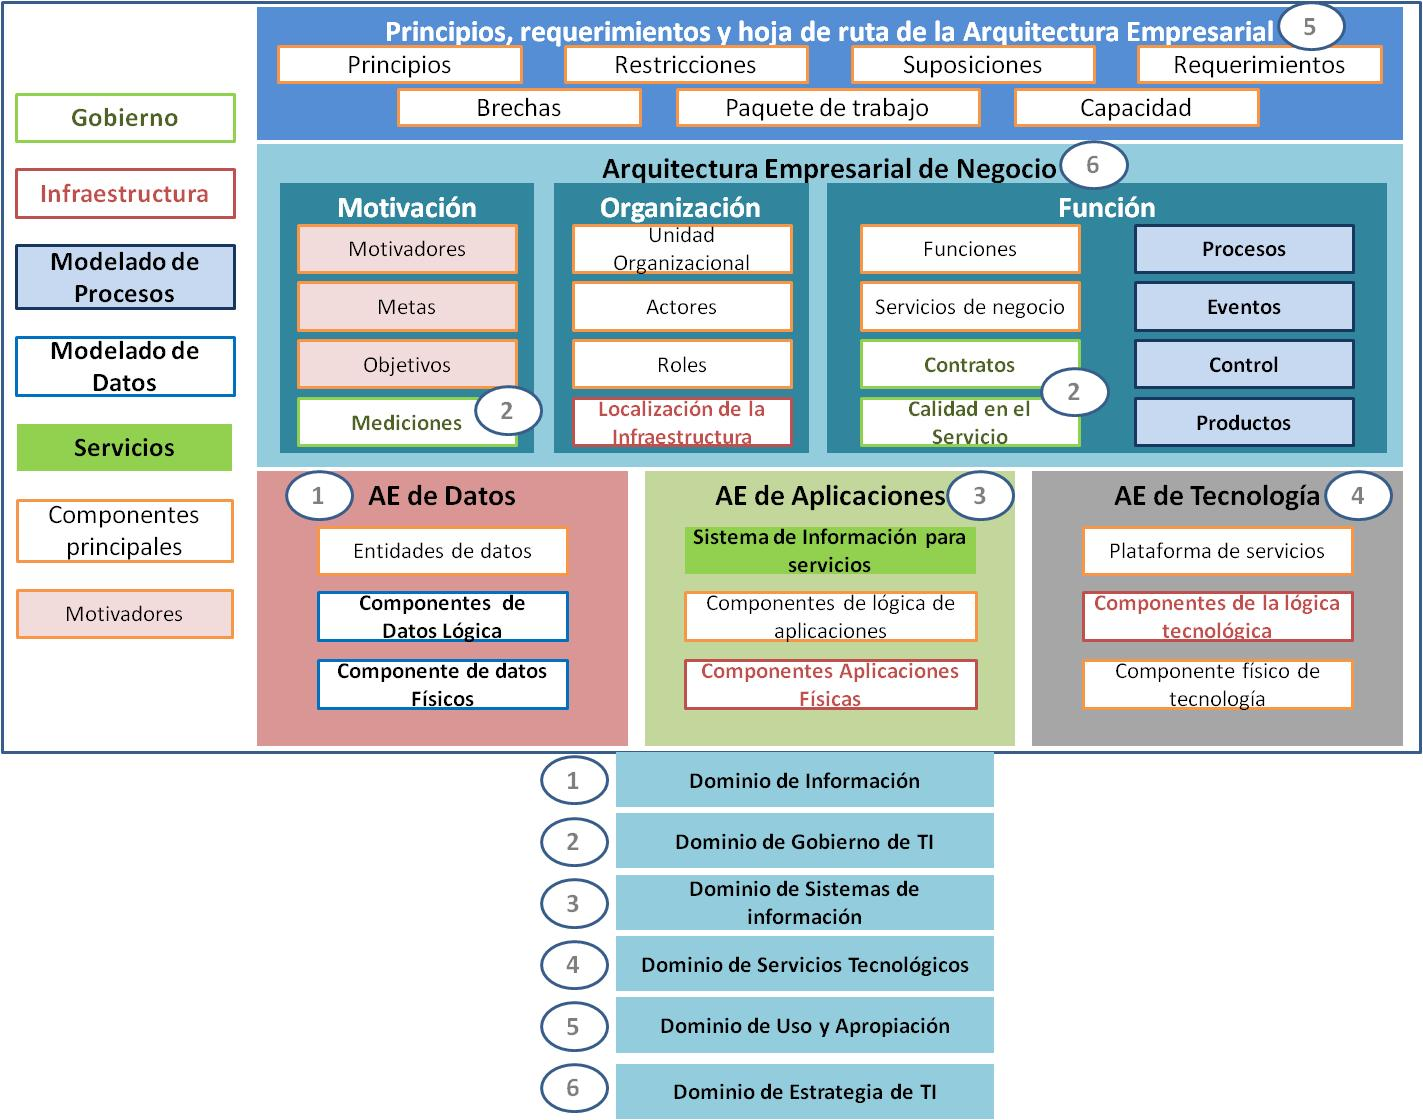 Principios, requerimientos y hoja de ruta de la Arquitectura Empresarial
5
Principios
Restricciones
Suposiciones
Requerimientos
Brechas
Paquete de trabajo
Capacidad
Gobierno
Infraestructura
Modelado de
Procesos
Modelado de
Datos
Servicios
Componentes
principales
Motivadores
Arquitectura Empresarial de Negocio
6
Motivación
Motivadores
Metas
Objetivos
Mediciones
2
Organización
Unidad
Organizacional
Actores
Roles
Localización de la
Infraestructura
Función
Funciones
Servicios de negocio
Contratos
2
Calidad en el
Servicio
Procesos
Eventos
Control
Productos
1
AE de Datos
Entidades de datos
Componentes de
Datos Lógica
Componente de datos
Físicos
AE de Aplicaciones
3
Sistema de Información para
servicios
Componentes de lógica de
aplicaciones
Componentes Aplicaciones
Físicas
AE de Tecnología
4
Plataforma de servicios
Componentes de la lógica
tecnológica
Componente físico de
tecnología
1
Dominio de Información
2
Dominio de Gobierno de TI
3
Dominio de Sistemas de
información
4
Dominio de Servicios Tecnológicos
5
Dominio de Uso y Apropiación
6
Dominio de Estrategia de TI